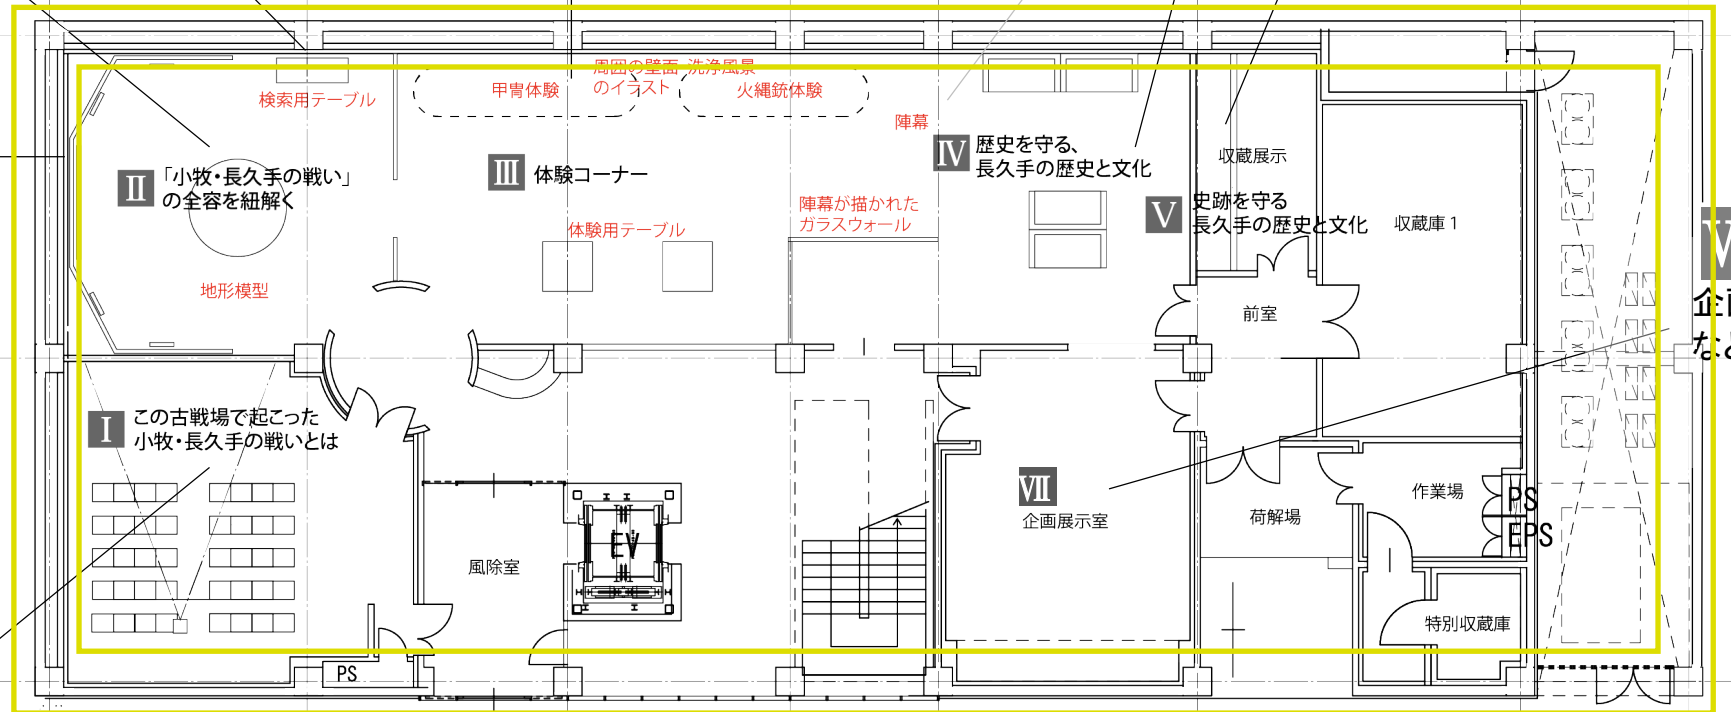 検索用テーブル
甲冑体験
周囲の壁面 洗浄風景
のイラスト
火縄銃体験
陣幕
II
「小牧・長久手の戦い」
の全容を紐解く
III
体験コーナー
IV
歴史を守る、
長久手の歴史と文化
収蔵展示
V
史跡を守る
長久手の歴史と文化
収蔵庫1
陣幕が描かれた
ガラスウォール
体験用テーブル
地形模型
前室
企
など
I
この古戦場で起こった
小牧・長久手の戦いとは
VII
企画展示室
作業場
PS
EPS
荷解場
風除室
EV
特別収蔵庫
PS